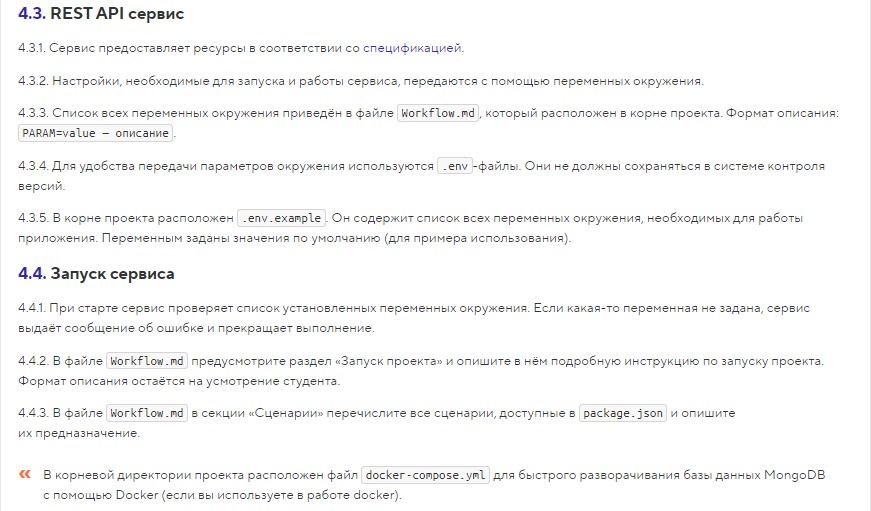 4.3. REST API сервис
4.3.1. Сервис предоставляет ресурсы в соответствии со спецификацией.
4.3.2. Настройки, необходимые для запуска и работы сервиса, передаются с помощью переменных окружения.
4.3.3. Список всех переменных окружения приведён в файле Workflow.md, который расположен в корне проекта. Формат описания:
PARAM=value — описание.
4.3.4. Для удобства передачи параметров окружения используются .env-файлы. Они не должны сохраняться в системе контроля
версий.
4.3.5. В корне проекта расположен .env.example. Он содержит список всех переменных окружения, необходимых для работы
приложения. Переменным заданы значения по умолчанию (для примера использования).
4.4. Запуск сервиса
4.4.1. При старте сервис проверяет список установленных переменных окружения. Если какая-то переменная не задана, сервис
выдаёт сообщение об ошибке и прекращает выполнение.
4.4.2. В файле Workflow.md предусмотрите раздел «Запуск проекта» и опишите в нём подробную инструкцию по запуску проекта.
Формат описания остаётся на усмотрение студента.
4.4.3. В файле Workflow.md в секции «Сценарии» перечислите все сценарии, доступные в package.json и опишите
их предназначение.
« В корневой директории проекта расположен файл docker-compose.yml для быстрого разворачивания базы данных MongoDB
с помощью Docker (если вы используете в работе docker).